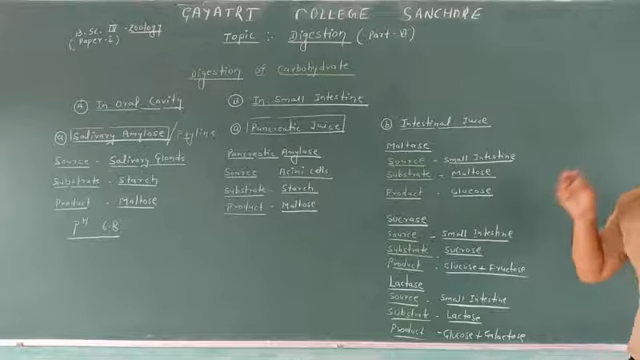 GAYATRI COLLEGE SANCHORE
B.Sc. III - Zoology
(Paper-I)
Topic :- Digestion (Part-VI)
Digestion of Carbohydrate
ⓐ In Oral Cavity
ⓐ Salivary Amylase / Ptyline
Source - Salivary Glands
Substrate - Starch
Product - Maltose
pH 6.8
In Small Intestine
ⓐ Pancreatic Juice
Pancreatic Amylase
Source Acini cells
Substrate - Starch
Product - Maltose
ⓑ Intestinal Juice
Maltase
Source - Small Intestine
Substrate - Maltose
Product - Glucose
Sucrase
Source - Small Intestine
Substrate - Sucrose
Product - Glucose + Fructose
Lactase
Source - Small Intestine
Substrat - Lactose
Product - Glucose + Galactose